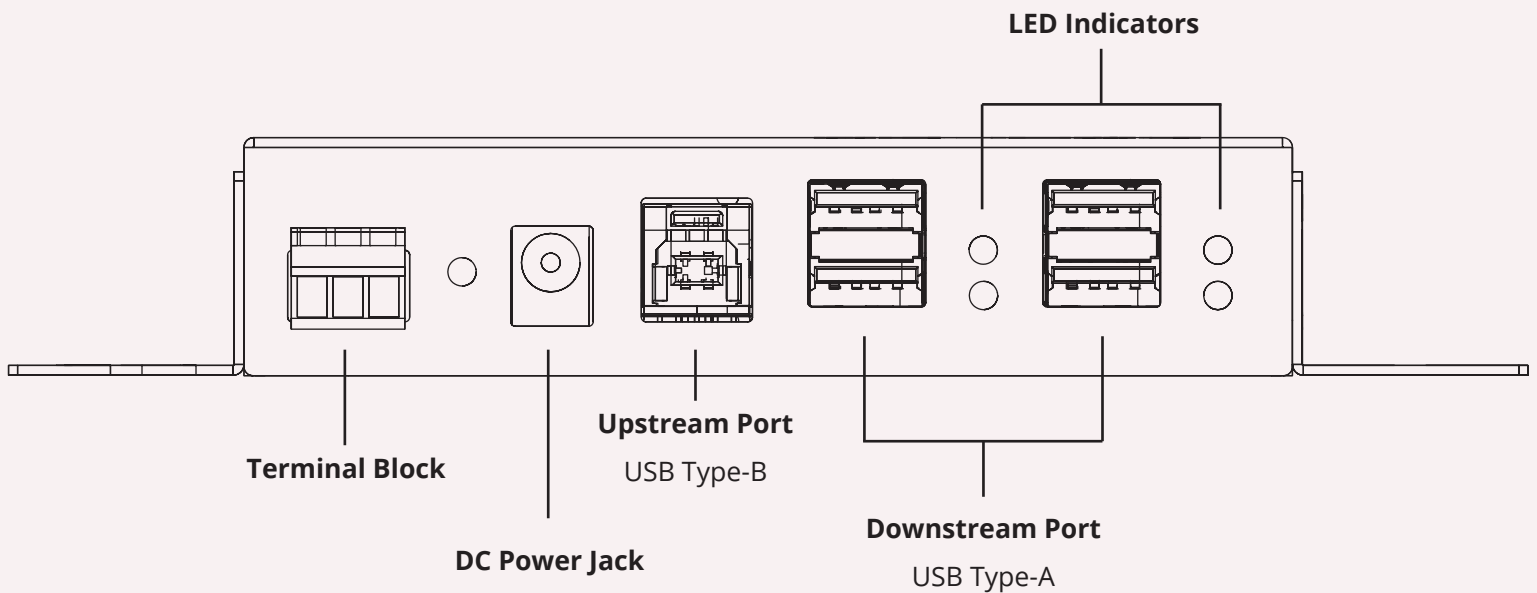 LED Indicators
Upstream Port
USB Type-B
Terminal Block
Downstream Port
USB Type-A
DC Power Jack